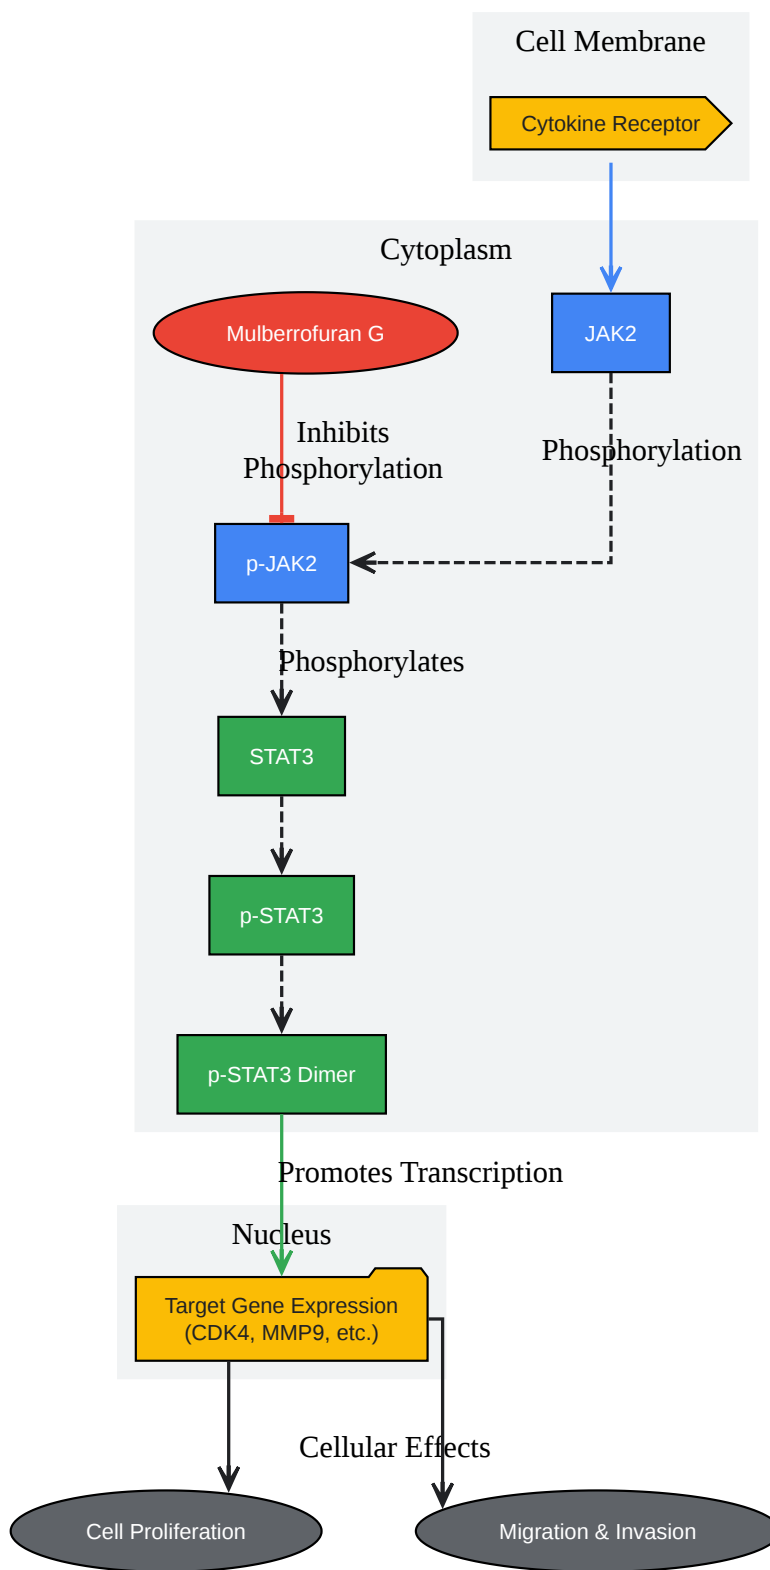 Cell Membrane
Cytokine Receptor
Cytoplasm
Mulberrofuran G
JAK2
Inhibits
Phosphorylation
Phosphorylation
p-JAK2
Phosphorylates
STAT3
p-STAT3
p-STAT3 Dimer
Promotes Transcription
Nucleus
Target Gene Expression
(CDK4, MMP9, etc.)
Cellular Effects
Cell Proliferation
Migration & Invasion